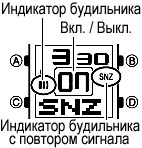 Индикатор будильника
Вкл. / Выкл.
A
3:30
B
SNZ
ON
C
SNZ
D
Индикатор будильника
с повтором сигнала